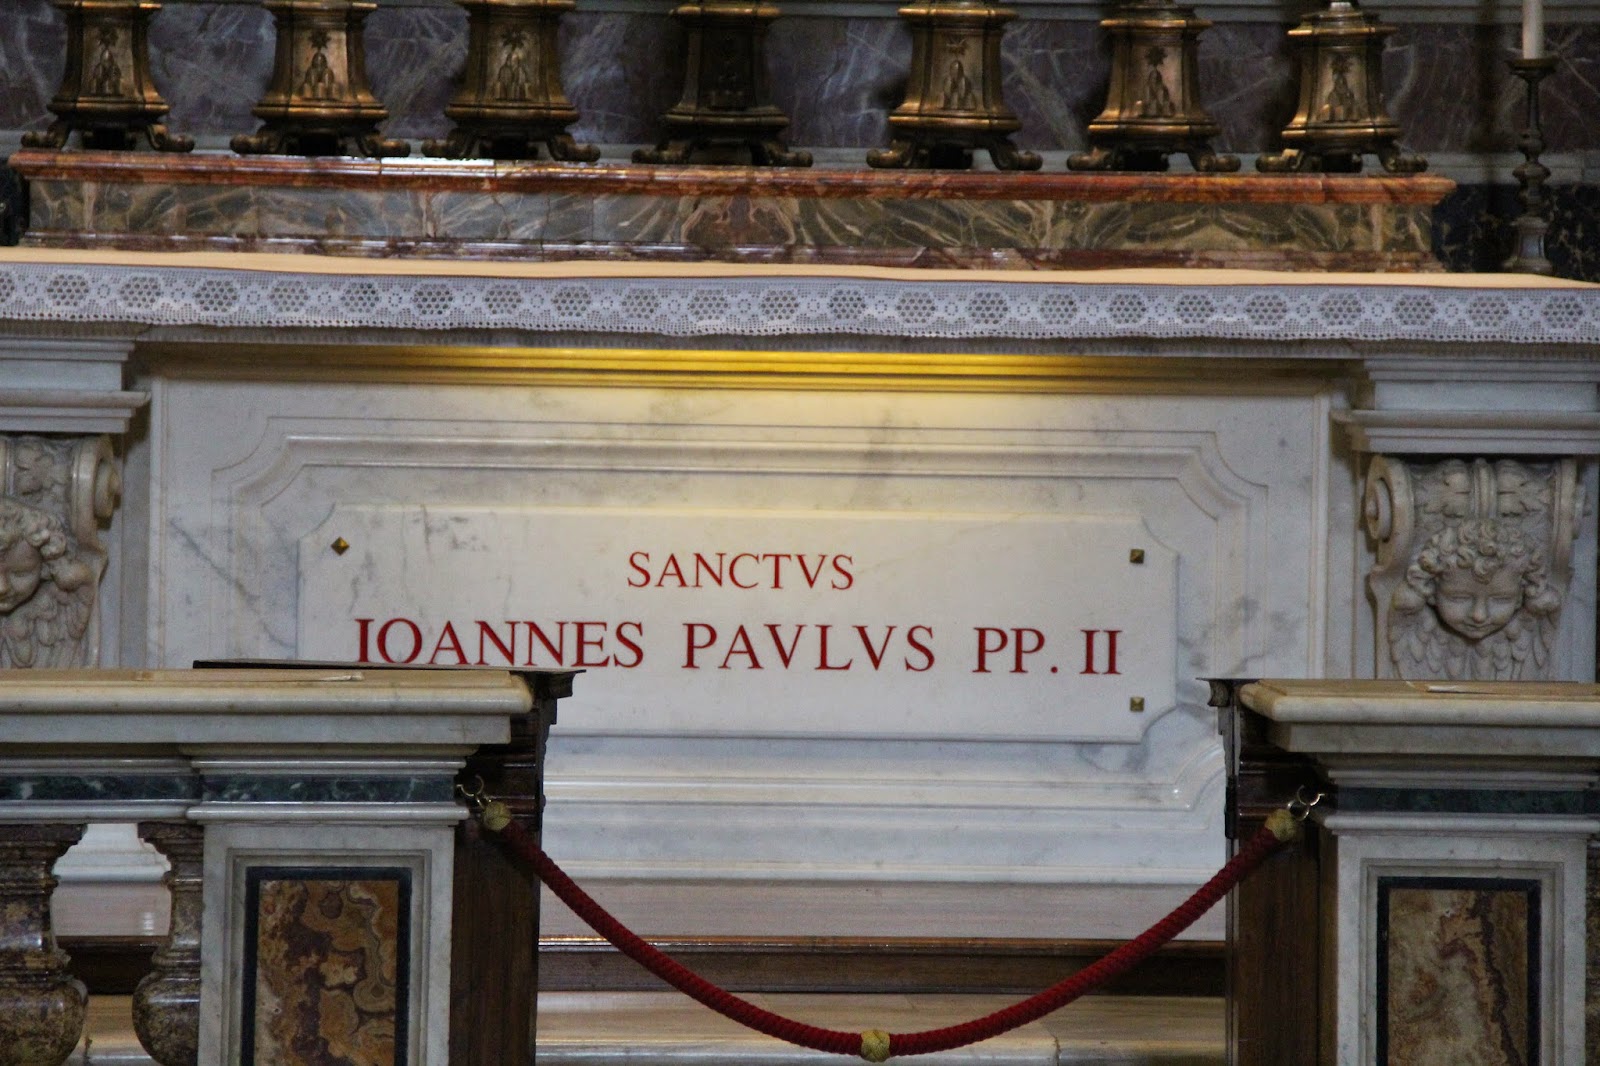 SANCTVS
IOANNES PAVLVS PP. II